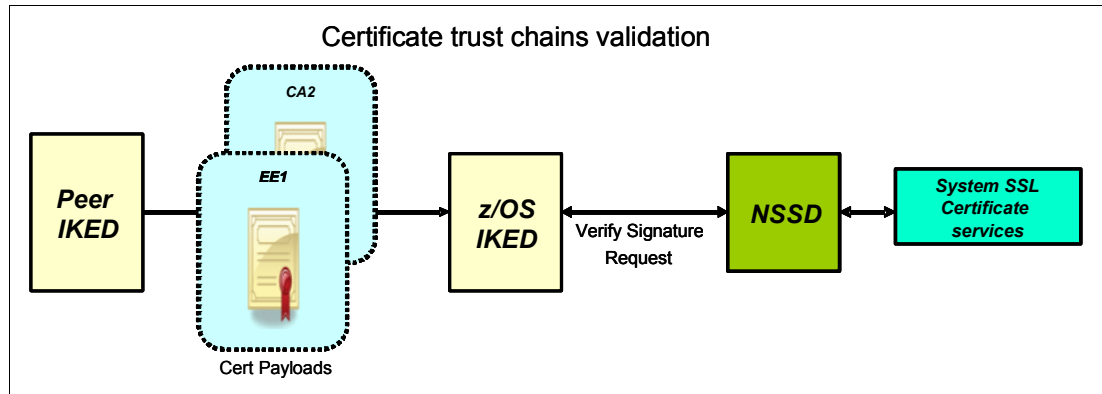 Certificate trust chains validation
CA2
EE1
Peer
IKED
Cert Payloads
z/OS
IKED
Verify Signature
Request
NSSD
System SSL
Certificate
services